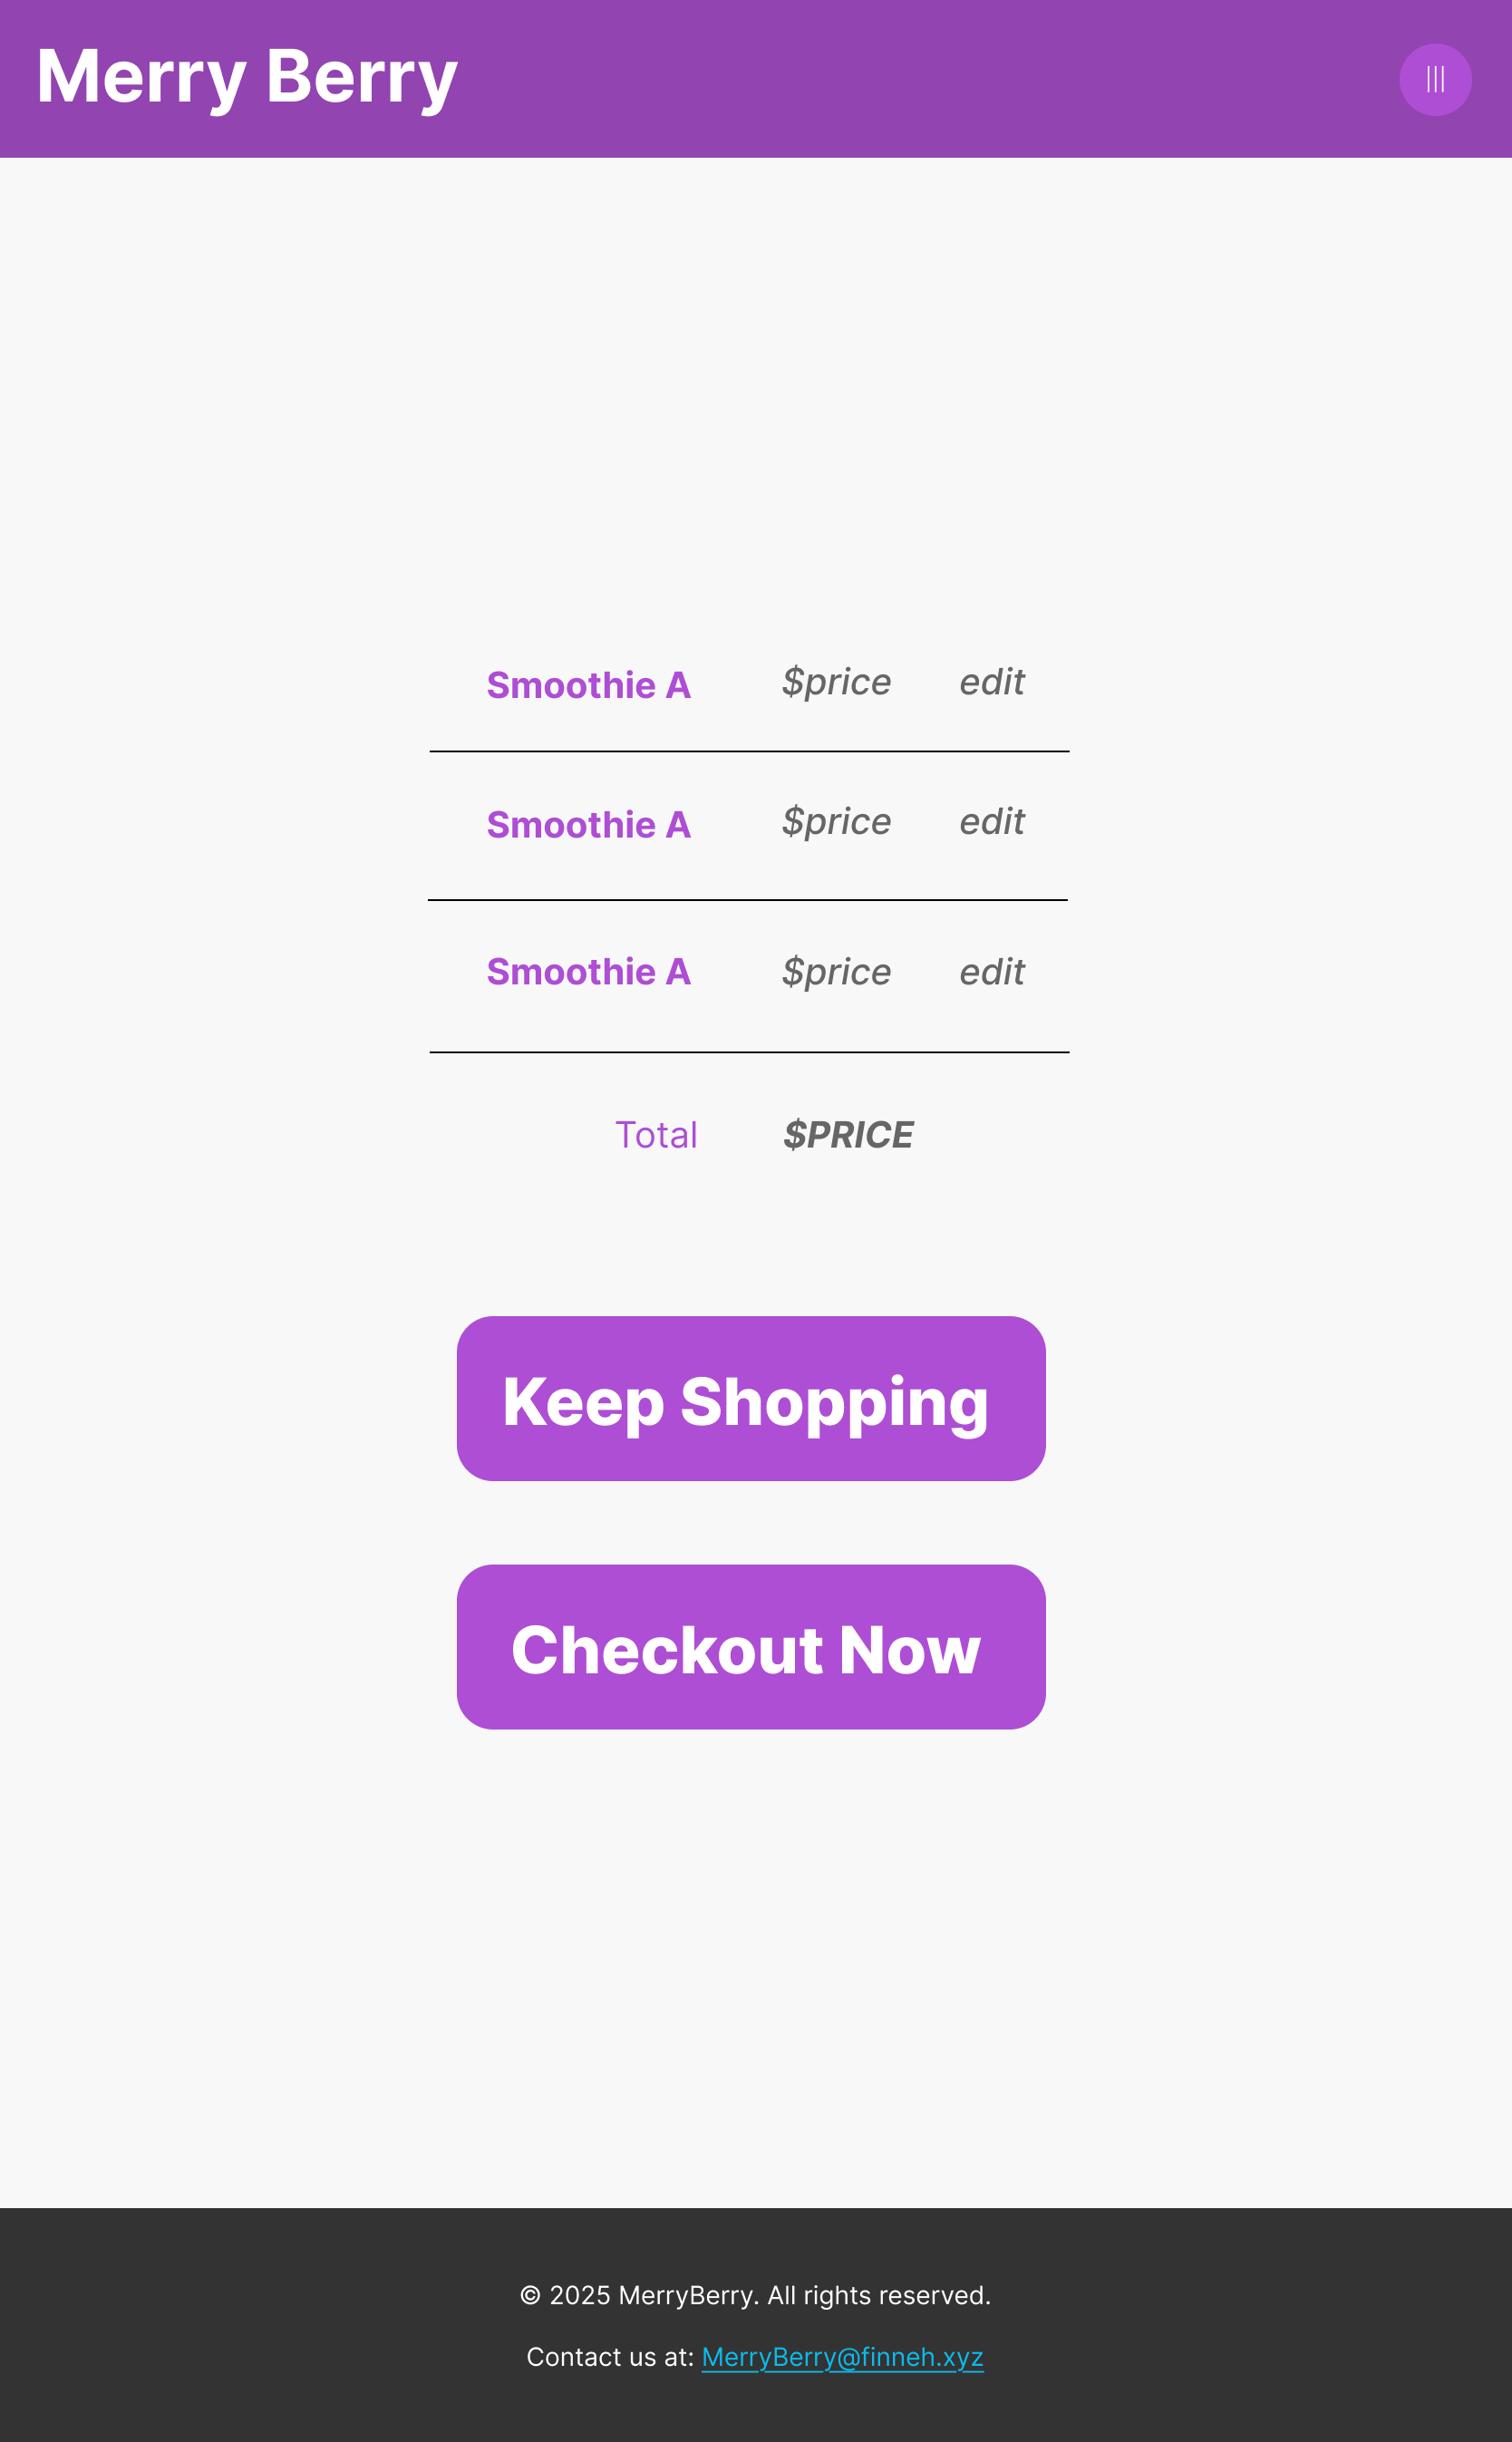 Merry Berry
Smoothie A $price edit
Smoothie A $price edit
Smoothie A $price edit
Total $PRICE
Keep Shopping
Checkout Now
© 2025 MerryBerry. All rights reserved.
Contact us at: MerryBerry@finneh.xyz